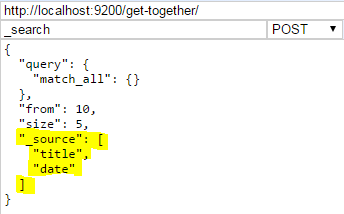 http://localhost:9200/get-together/
_search POST ▼
{
"query": {
"match_all": {}
},
"from": 10,
"size": 5,
"_source": [
"title",
"date"
]
}